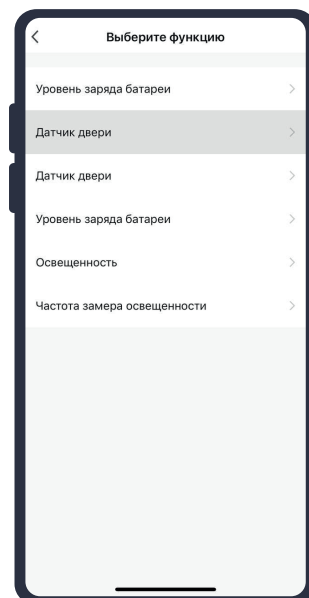 Выберите функцию
Уровень заряда батареи
Датчик двери
Датчик двери
Уровень заряда батареи
Освещенность
Частота замера освещенности